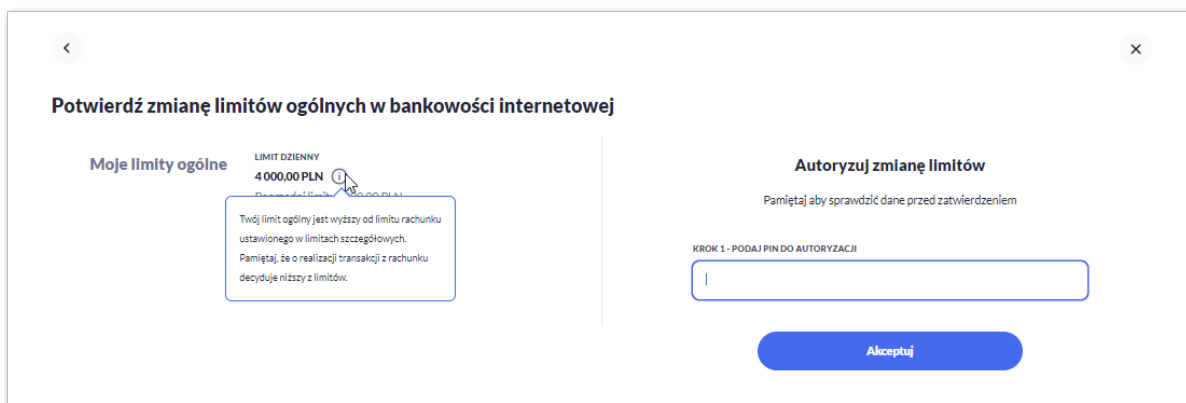 Potwierdź zmianę limitów ogólnych w bankowości internetowej
Moje limity ogólne
LIMIT DZIENNY
4 000,00 PLN
Twój limit ogólny jest wyższy od limitu rachunku
ustawionego w limitach szczegółowych.
Pamiętaj, że o realizacji transakcji z rachunku
decyduje niższy z limitów.
Autoryzuj zmianę limitów
Pamiętaj aby sprawdzić dane przed zatwierdzeniem
KROK 1 - PODAJ PIN DO AUTORYZACJI
Akceptuj